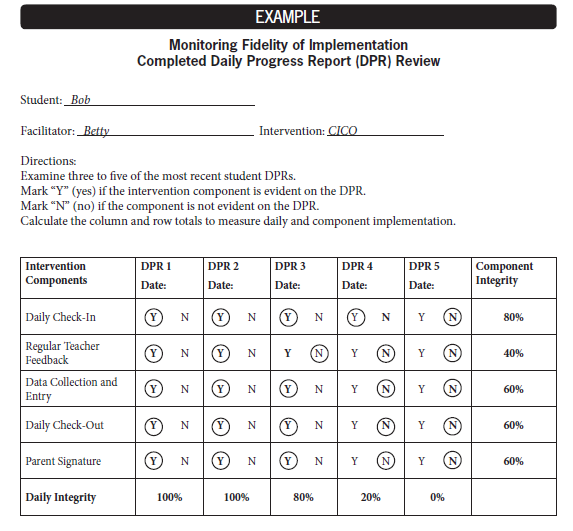 EXAMPLE
Monitoring Fidelity of Implementation
Completed Daily Progress Report (DPR) Review
Student: Bob
Facilitator: Betty Intervention: CICO
Directions:
Examine three to five of the most recent student DPRs.
Mark “Y” (yes) if the intervention component is evident on the DPR.
Mark “N” (no) if the component is not evident on the DPR.
Calculate the column and row totals to measure daily and component implementation.
Intervention Components DPR 1 Date: DPR 2 Date: DPR 3 Date: DPR 4 Date: DPR 5 Date: Component Integrity
Daily Check-In Y N Y N Y N Y N Y N 80%
Regular Teacher Feedback Y N Y N Y N Y N Y N 40%
Data Collection and Entry Y N Y N Y N Y N Y N 60%
Daily Check-Out Y N Y N Y N Y N Y N 60%
Parent Signature Y N Y N Y N Y N Y N 60%
Daily Integrity 100% 100% 80% 20% 0%